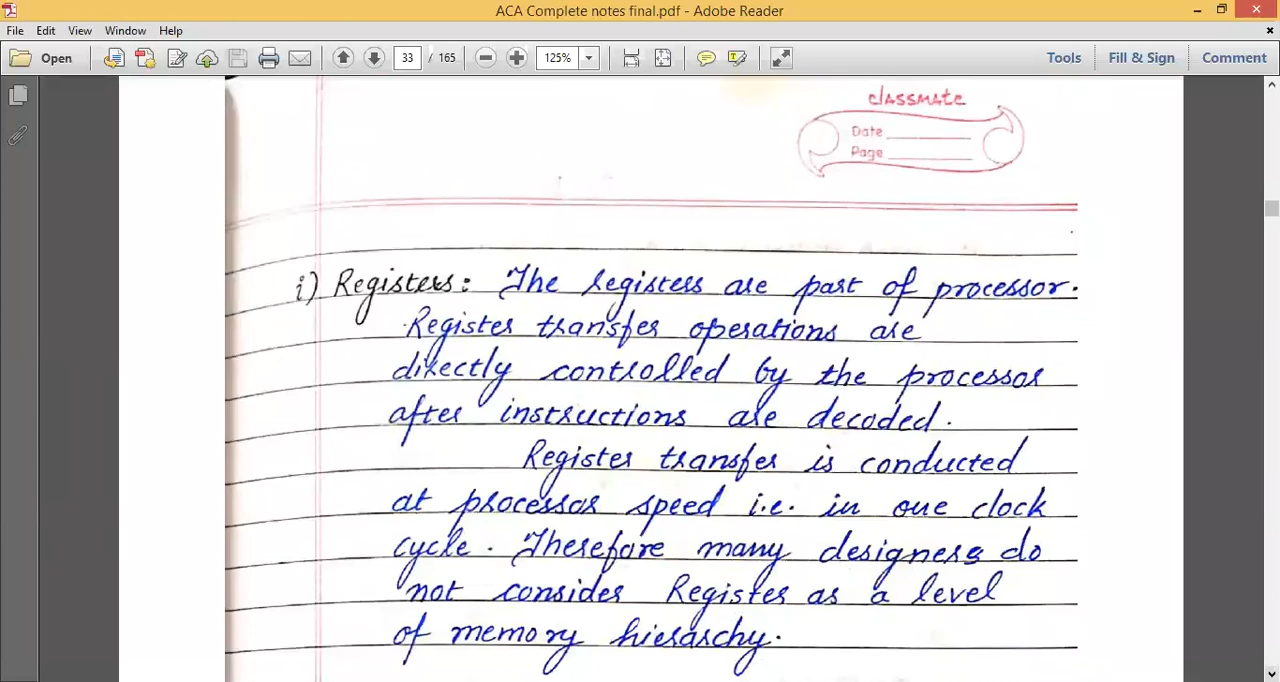 ACA Complete notes final.pdf - Adobe Reader
File Edit View Window Help
Open 33 / 165 125% Tools Fill & Sign Comment
classmate
Date
Page
i) Registers: The registers are part of processor.
Register transfer operations are
directly controlled by the processor
after instructions are decoded.
Register transfer is conducted
at processor speed i.e. in one clock
cycle. Therefore many designers do
not consider Register as a level
of memory hierarchy.